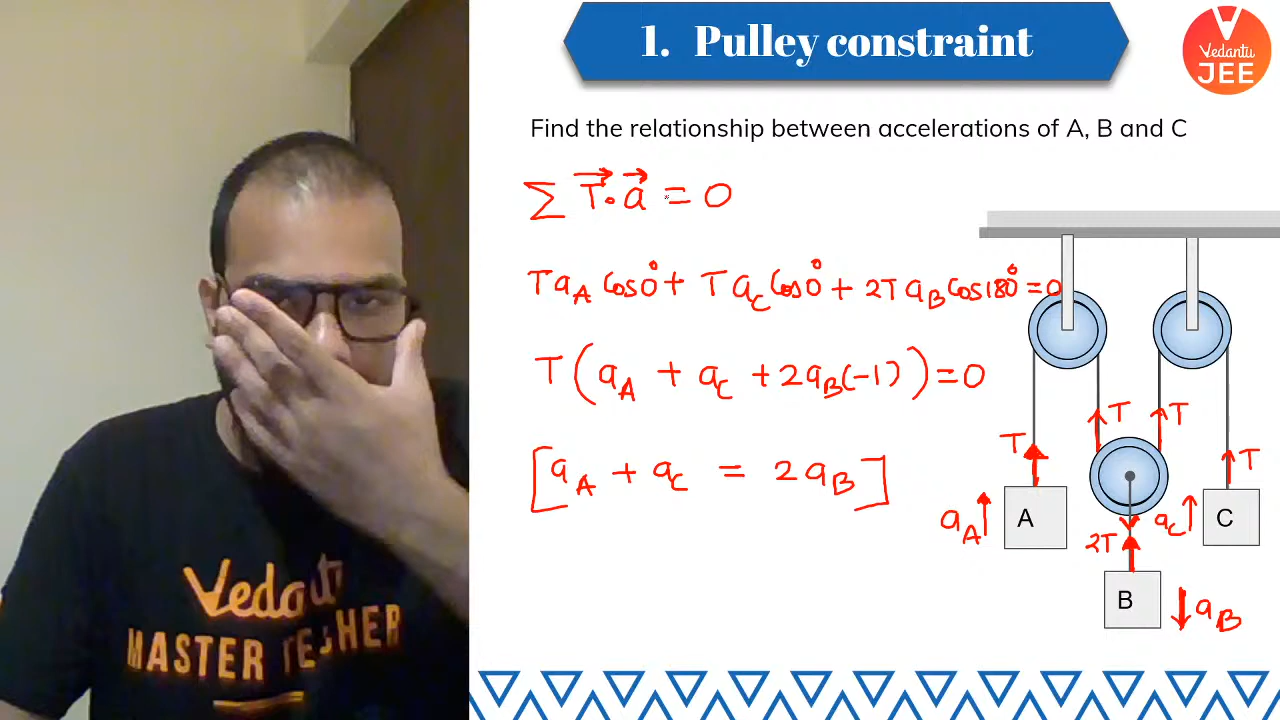 1. Pulley constraint
Vedantu
JEE
Find the relationship between accelerations of A, B and C
∑ T⃗·a⃗ = 0
Ta_A Cos0° + Ta_C Cos0° + 2Ta_B Cos180° = 0
T(a_A + a_C + 2a_B(-1)) = 0
[a_A + a_C = 2a_B]
T
T
T
T
a_A
A
2T
a_C
C
B
a_B
Vedantu
MASTER TEACHER